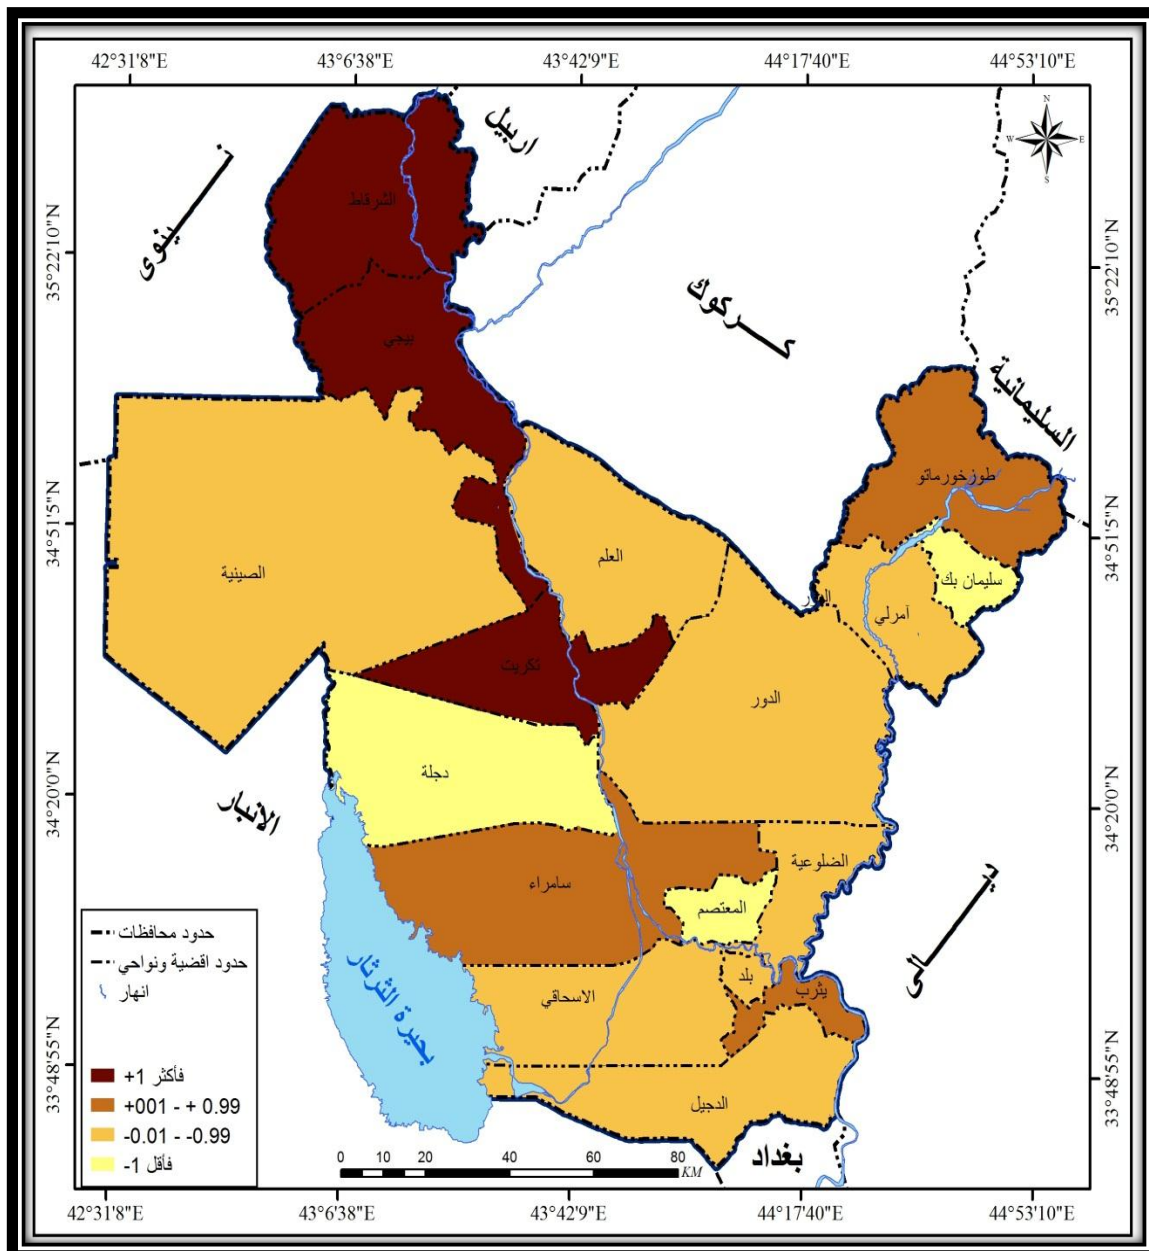 42°31'8"E 43°6'38"E 43°42'9"E 44°17'40"E 44°53'10"E
N
W E
S
اربيل
نينوى
الشرقاط
35°22'10"N 35°22'10"N
كركوك
بيجي
السليمانية
طوزخورماتو
34°51'5"N 34°51'5"N
العلم
الصينية
سليمان بك
آمرلي
تكريت
الدور
دجلة
34°20'0"N 34°20'0"N
الانبار
الضلوعية
سامراء
المعتصم
ديالى
بلد
يثرب
الاسحاقي
بحيرة الثرثار
33°48'55"N 33°48'55"N
الدجيل
بغداد
حدود محافظات
حدود اقضية ونواحي
انهار
+1 فأكثر
+001 - + 0.99
-0.01 - -0.99
-1 فأقل
0 10 20 40 60 80
KM
42°31'8"E 43°6'38"E 43°42'9"E 44°17'40"E 44°53'10"E